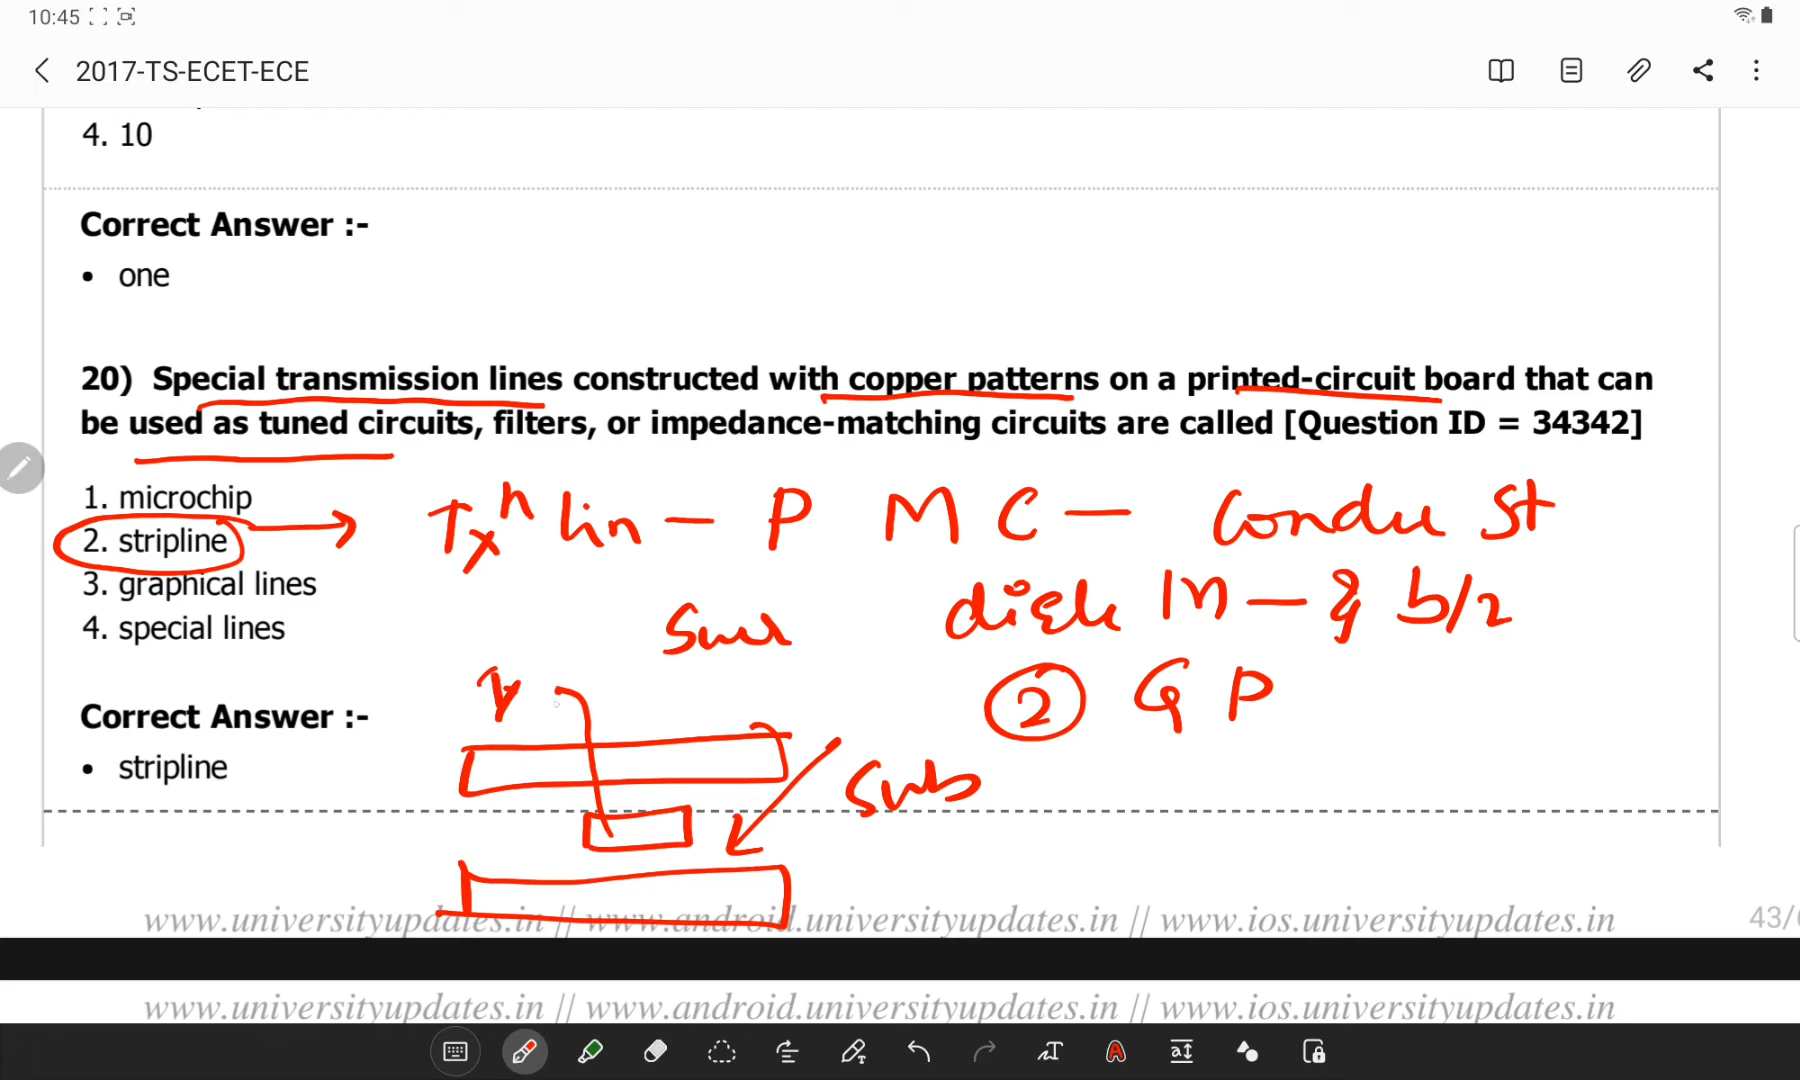 10:45
2017-TS-ECET-ECE
4. 10
Correct Answer :-
• one
20) Special transmission lines constructed with copper patterns on a printed-circuit board that can
be used as tuned circuits, filters, or impedance-matching circuits are called [Question ID = 34342]
1. microchip
2. stripline
3. graphical lines
4. special lines
Txn lin - P M C - Condu St
b/2
2 G P
Sub
Correct Answer :-
• stripline
www.universityupdates.in || www.android.universityupdates.in || www.ios.universityupdates.in
43/
www.universityupdates.in || www.android.universityupdates.in || www.ios.universityupdates.in